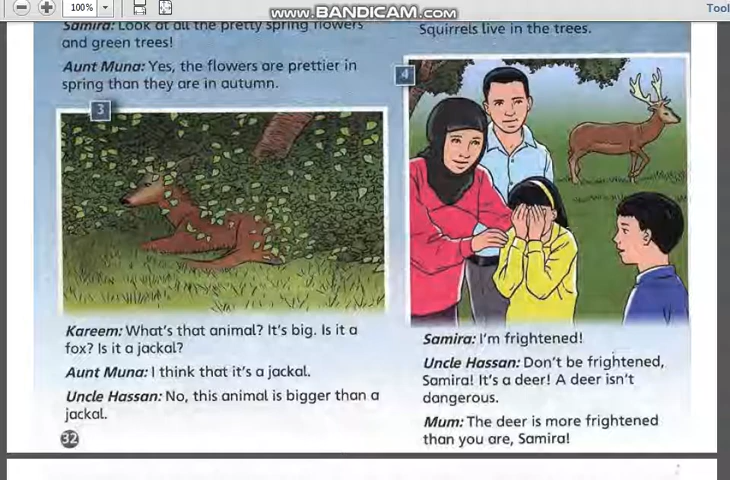 www.BANDICAM.com
100%
Tool
Samira: Look at all the pretty spring flowers
and green trees!
Aunt Muna: Yes, the flowers are prettier in
spring than they are in autumn.
3
Kareem: What's that animal? It's big. Is it a
fox? Is it a jackal?
Aunt Muna: I think that it's a jackal.
Uncle Hassan: No, this animal is bigger than a
jackal.
32
Squirrels live in the trees.
4
Samira: I'm frightened!
Uncle Hassan: Don't be frightened,
Samira! It's a deer! A deer isn't
dangerous.
Mum: The deer is more frightened
than you are, Samira!